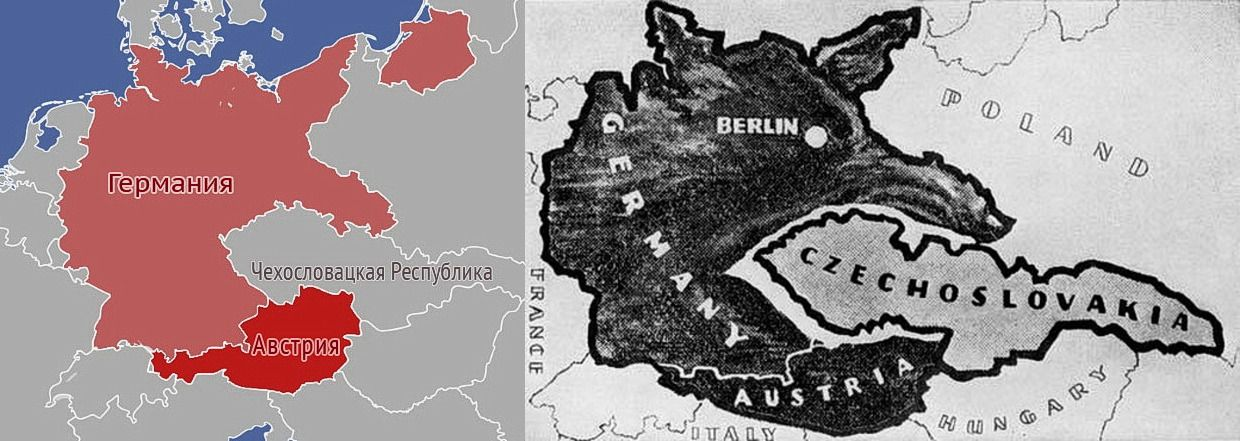 Германия
Чехословацкая Республика
Австрия
POLAND
BERLIN
GERMANY
CZECHOSLOVAKIA
FRANCE
AUSTRIA
HUNGARY
ITALY